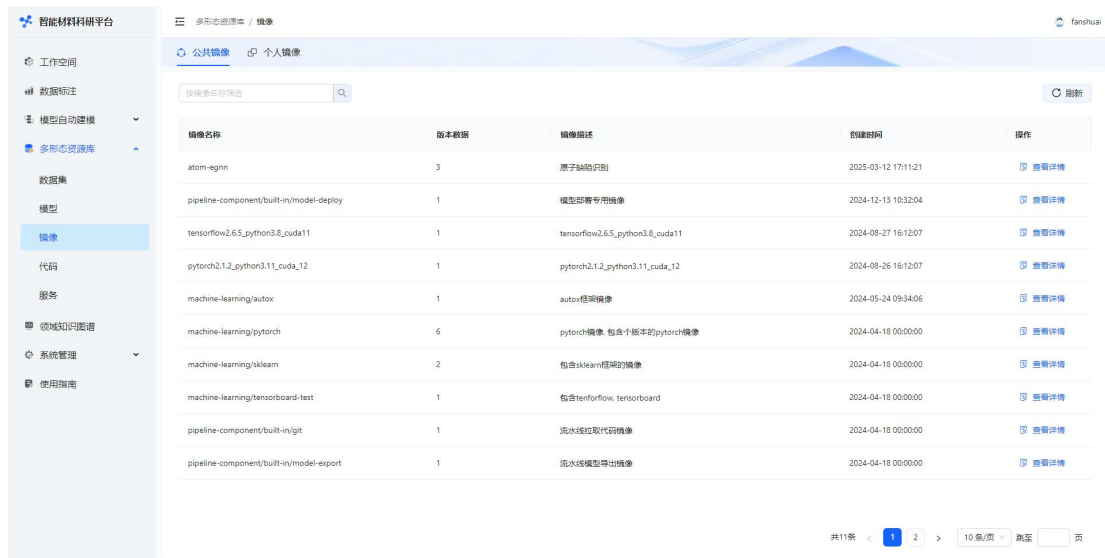 智能材料科研平台
多形态资源库 / 镜像
fanshuai
工作空间
数据标注
模型自动建模
多形态资源库
数据集
模型
镜像
代码
服务
领域知识图谱
系统管理
使用指南
公共镜像 个人镜像
按镜像名称筛选
刷新
镜像名称 版本数据 镜像描述 创建时间 操作
atom-egnn 3 原子缺陷识别 2025-03-12 17:11:21 查看详情
pipeline-component/built-in/model-deploy 1 模型部署专用镜像 2024-12-13 10:32:04 查看详情
tensorflow2.6.5_python3.8_cuda11 1 tensorflow2.6.5_python3.8_cuda11 2024-08-27 16:12:07 查看详情
pytorch2.1.2_python3.11_cuda_12 1 pytorch2.1.2_python3.11_cuda_12 2024-08-26 16:12:07 查看详情
machine-learning/autox 1 autox框架镜像 2024-05-24 09:34:06 查看详情
machine-learning/pytorch 6 pytorch镜像, 包含个版本的pytorch镜像 2024-04-18 00:00:00 查看详情
machine-learning/sklearn 2 包含sklearn框架的镜像 2024-04-18 00:00:00 查看详情
machine-learning/tensorboard-test 1 包含tenforflow, tensorboard 2024-04-18 00:00:00 查看详情
pipeline-component/built-in/git 1 流水线拉取代码镜像 2024-04-18 00:00:00 查看详情
pipeline-component/built-in/model-export 1 流水线模型导出镜像 2024-04-18 00:00:00 查看详情
共11条 < 1 2 > 10 条/页 跳至 页